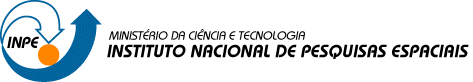 INPE
MINISTÉRIO DA CIÊNCIA E TECNOLOGIA
INSTITUTO NACIONAL DE PESQUISAS ESPACIAIS